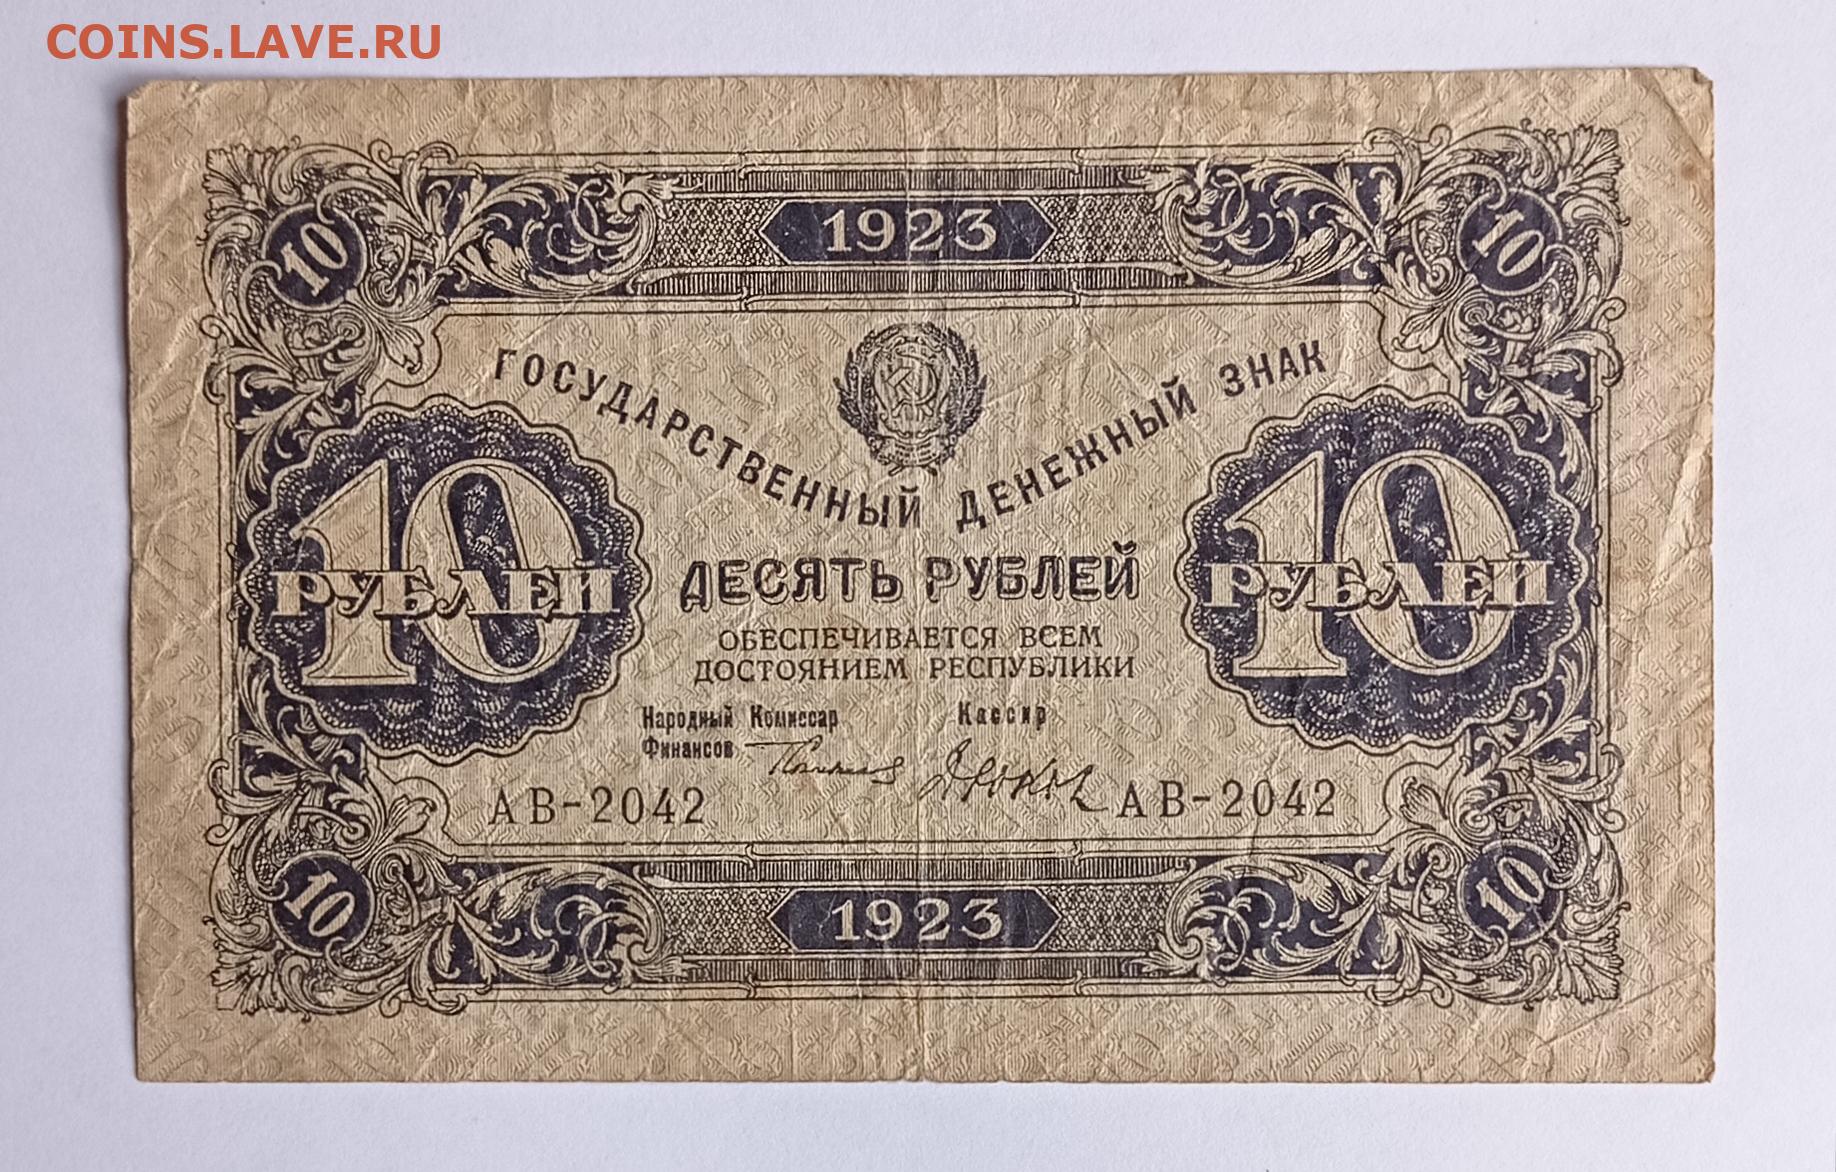 COINS.LAVE.RU
10 1923 10
ГОСУДАРСТВЕННЫЙ ДЕНЕЖНЫЙ ЗНАК
10 РУБЛЕЙ
ДЕСЯТЬ РУБЛЕЙ
10 РУБЛЕЙ
ОБЕСПЕЧИВАЕТСЯ ВСЕМ
ДОСТОЯНИЕМ РЕСПУБЛИКИ
Народный Комиссар
Финансов
Кассир
АВ-2042 АВ-2042
10 1923 10